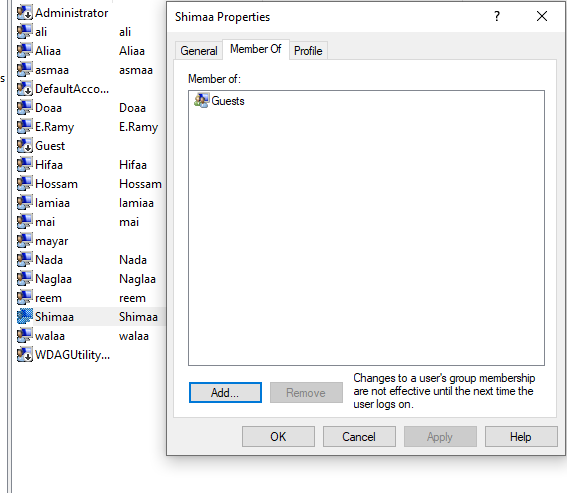 Administrator
ali ali
Aliaa Aliaa
asmaa asmaa
s
DefaultAcco...
Doaa Doaa
E.Ramy E.Ramy
Guest
Hifaa Hifaa
Hossam Hossam
lamiaa lamiaa
mai mai
mayar
Nada Nada
Naglaa Naglaa
reem reem
Shimaa Shimaa
walaa walaa
WDAGUtility...
Shimaa Properties ? ×
General Member Of Profile
Member of:
Guests
Add... Remove
Changes to a user's group membership
are not effective until the next time the
user logs on.
OK Cancel Apply Help